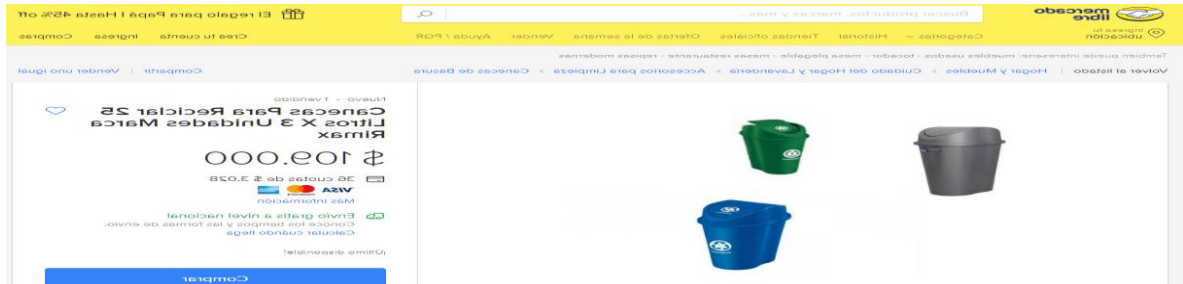 mercado libre
Buscar productos, marcas y más...
El regalo para Papá | Hasta 45% off
Ingresa tu ubicación
Categorías Historial Tiendas oficiales Ofertas de la semana Vender Ayuda / PQR
Crea tu cuenta Ingresa Compras
También puede interesarte: muebles usados - tocador - mesa plegable - mesas restaurante - repisas modernas
Volver al listado | Hogar y Muebles > Cuidado del Hogar y Lavandería > Accesorios para Limpieza > Canecas de Basura
Compartir | Vender uno igual
Nuevo - 1 vendido
Canecas Para Reciclar 25
Litros X 3 Unidades Marca
Rimax
$ 109.000
36 cuotas de $ 3.028
VISA
Más información
Envío gratis a nivel nacional
Conoce los tiempos y las formas de envío.
Calcular cuándo llega
¡Último disponible!
Comprar